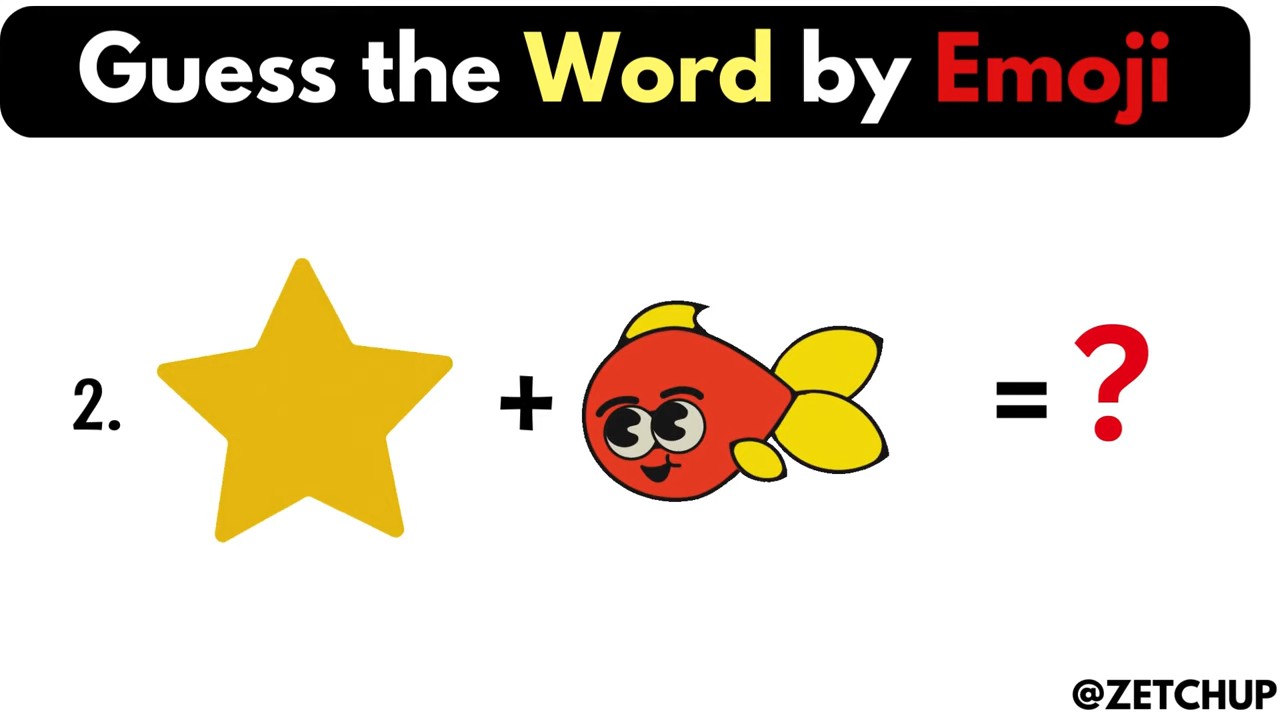 Guess the Word by Emoji
2. + = ?
@ZETCHUP